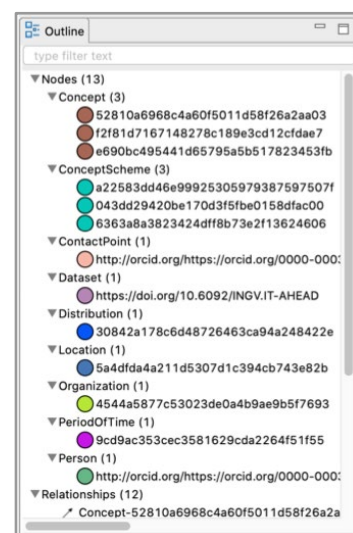 Outline
type filter text
Nodes (13)
Concept (3)
52810a6968c4a60f5011d58f26a2aa03
f2f81d7167148278c189e3cd12cfdae7
e690bc495441d65795a5b517823453fb
ConceptScheme (3)
a22583dd46e99925305979387597507f
043dd29420be170d3f5fbe0158dfac00
6363a8a3823424dff8b73e2f13624606
ContactPoint (1)
http://orcid.org/https://orcid.org/0000-0003
Dataset (1)
https://doi.org/10.6092/INGV.IT-AHEAD
Distribution (1)
30842a178c6d48726463ca94a248422e
Location (1)
5a4dfda4a211d5307d1c394cb743e82b
Organization (1)
4544a5877c53023de0a4b9ae9b5f7693
PeriodOfTime (1)
9cd9ac353cec3581629cda2264f51f55
Person (1)
http://orcid.org/https://orcid.org/0000-0003
Relationships (12)
Concept-52810a6968c4a60f5011d58f26a2a